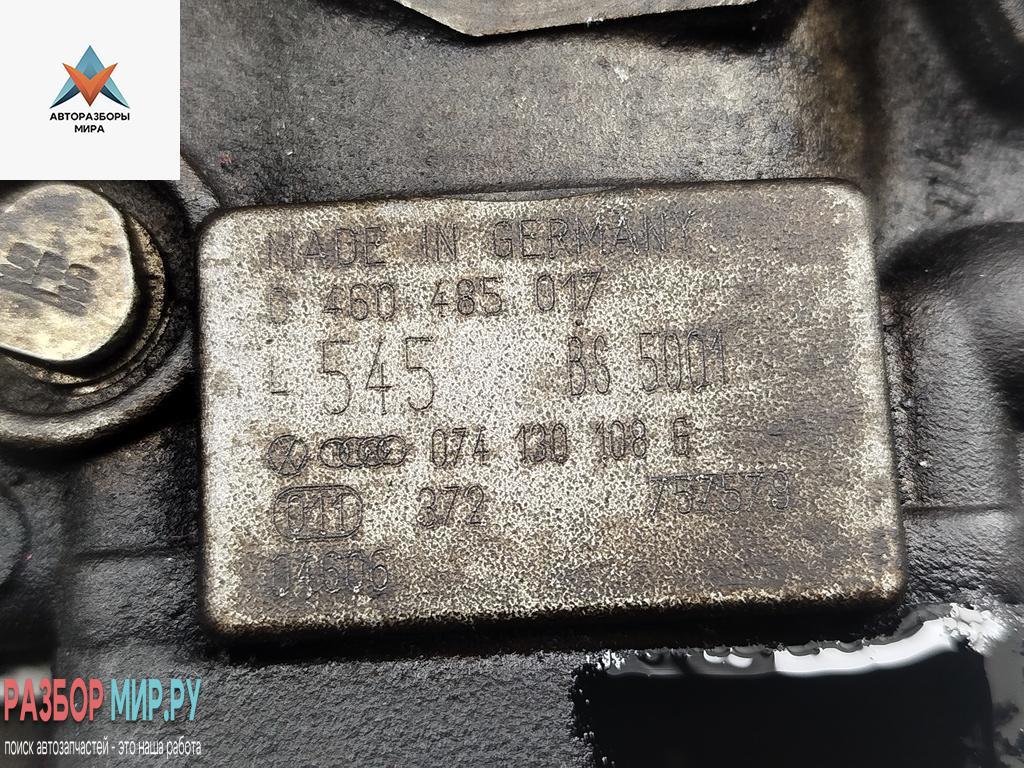 АВТОРАЗБОРЫ
МИРА
MADE IN GERMANY
0 460 485 017
L 545 BS 5001
074 130 108 G
372 757579
04606
РАЗБОР МИР.РУ
поиск автозапчастей - это наша работа